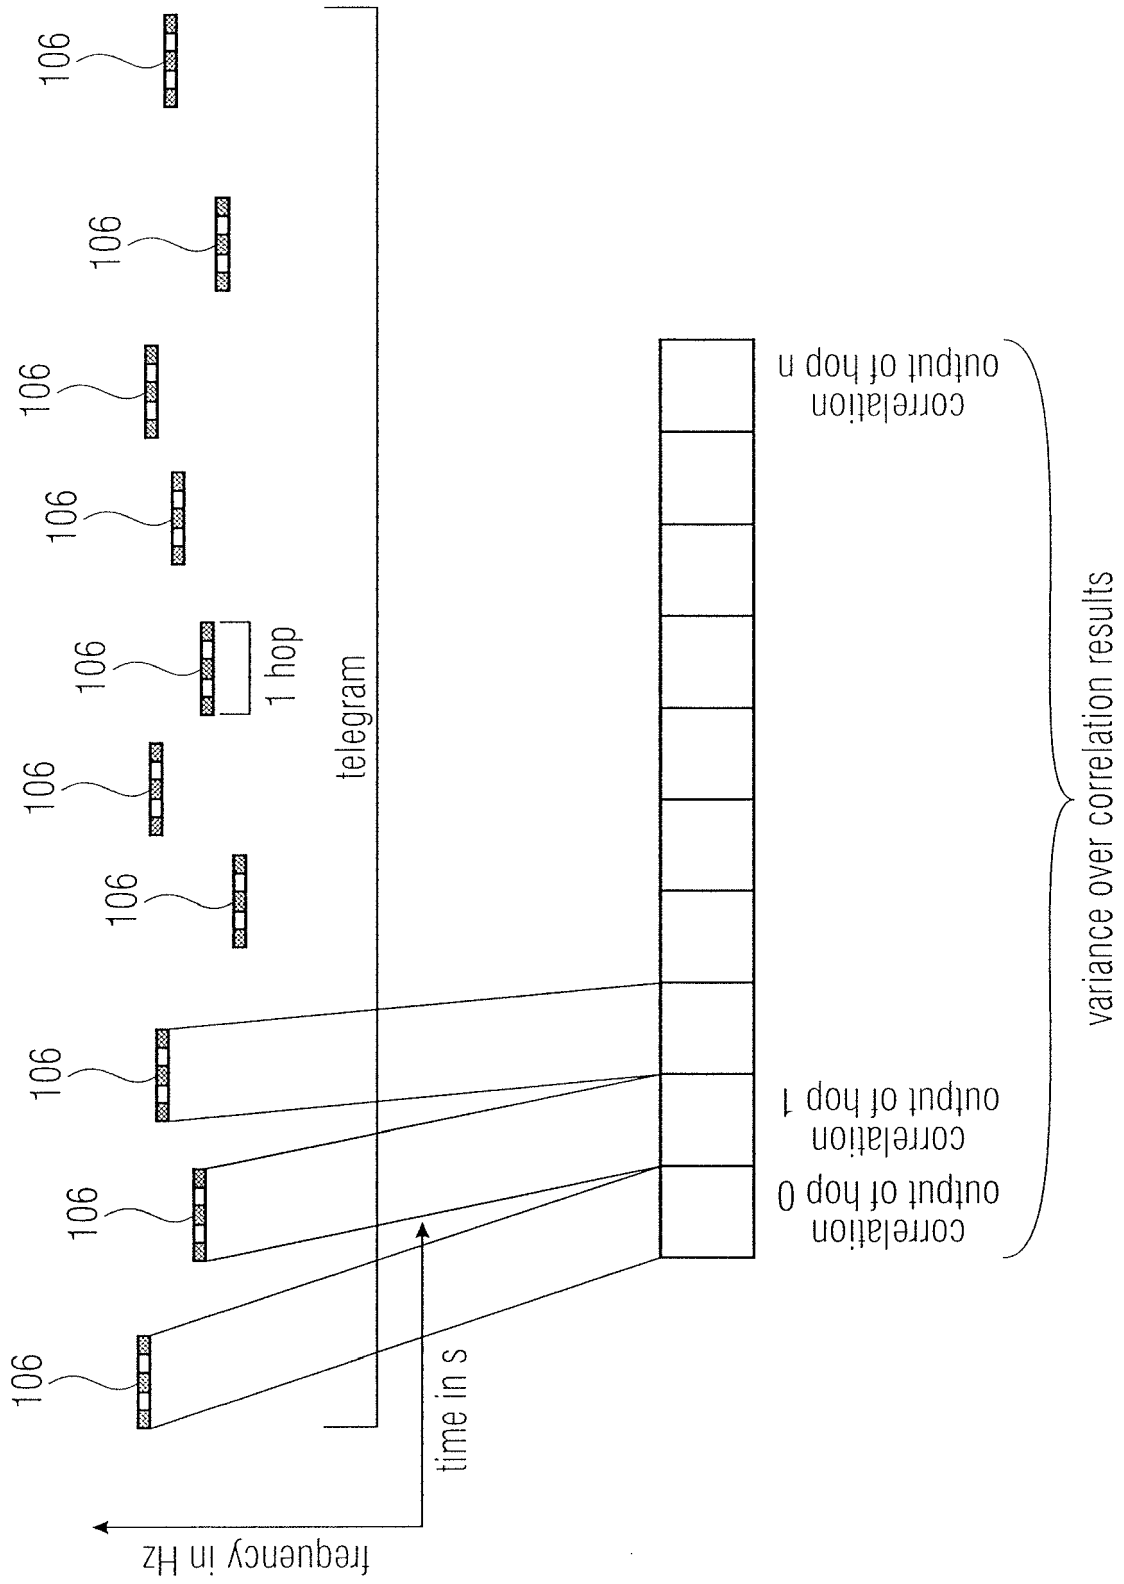 106
106
106
106
106
106
106
106
106
106
1 hop
telegram
frequency in Hz
time in s
correlation
output of hop 0
correlation
output of hop 1
correlation
output of hop n
variance over correlation results